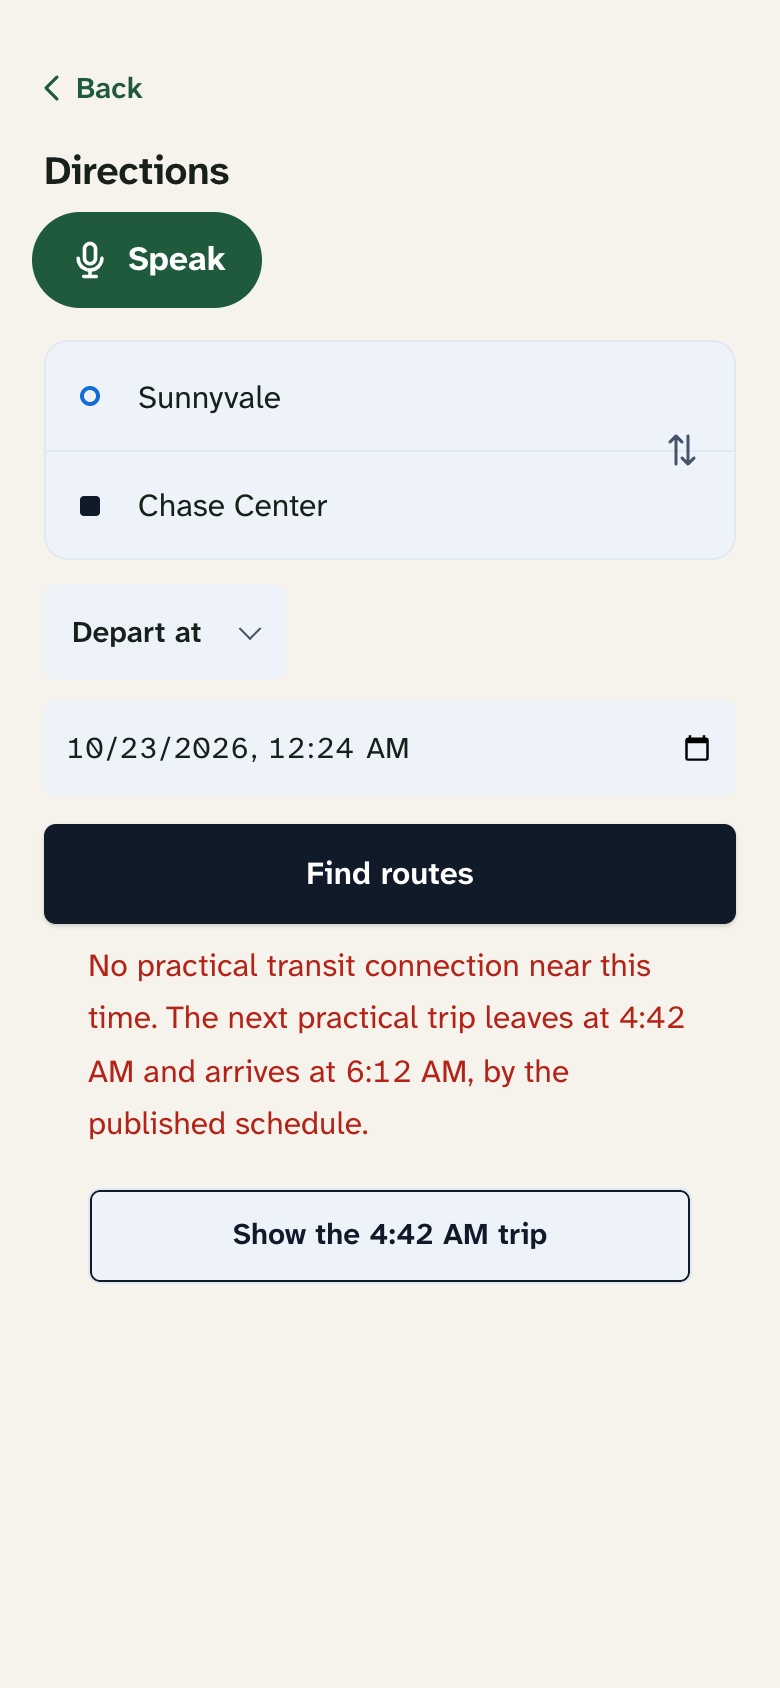 Back
Directions
Speak
Sunnyvale
Chase Center
Depart at
10/23/2026, 12:24 AM
Find routes
No practical transit connection near this
time. The next practical trip leaves at 4:42
AM and arrives at 6:12 AM, by the
published schedule.
Show the 4:42 AM trip